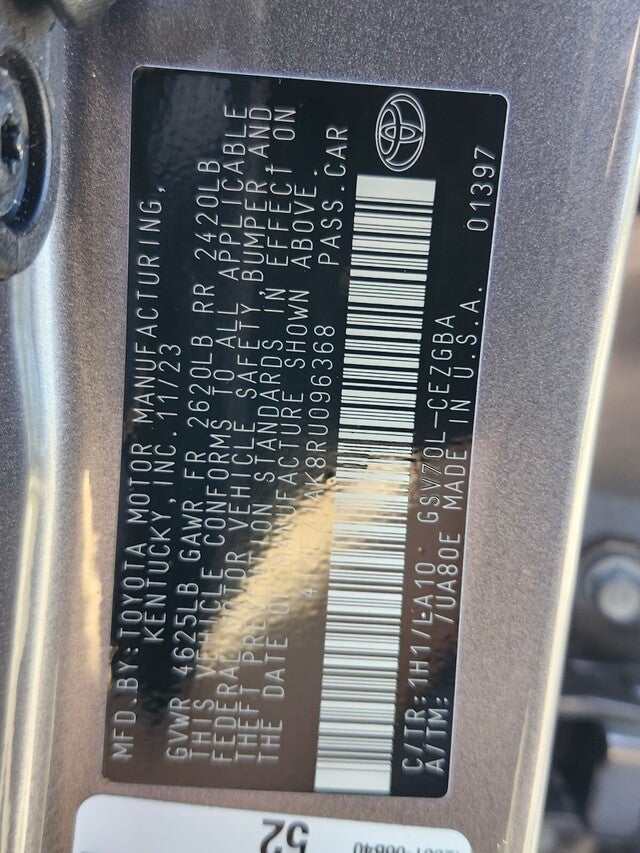 MFD.BY:TOYOTA MOTOR MANUFACTURING,
KENTUCKY,INC. 11/23
GVWR 4625LB GAWR FR 2620LB RR 2420LB
THIS VEHICLE CONFORMS TO ALL APPLICABLE
FEDERAL MOTOR VEHICLE SAFETY BUMPER AND
THEFT PREVENTION STANDARDS IN EFFECT ON
THE DATE OF MANUFACTURE SHOWN ABOVE.
PASS.CAR
C/TR: 1H1/LA10 GSV70L-CEZGBA
A/TM: /UA80E MADE IN U.S.A. 01397
52